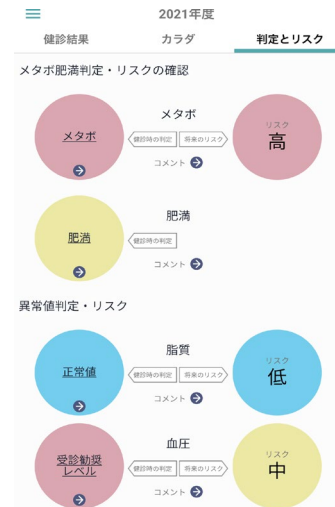 2021年度
健診結果 カラダ 判定とリスク
メタボ肥満判定・リスクの確認
メタボ
メタボ
健診時の判定 将来のリスク
コメント
リスク
高
肥満
肥満
健診時の判定
コメント
異常値判定・リスク
脂質
正常値
健診時の判定 将来のリスク
コメント
リスク
低
血圧
受診勧奨
レベル
健診時の判定 将来のリスク
コメント
リスク
中